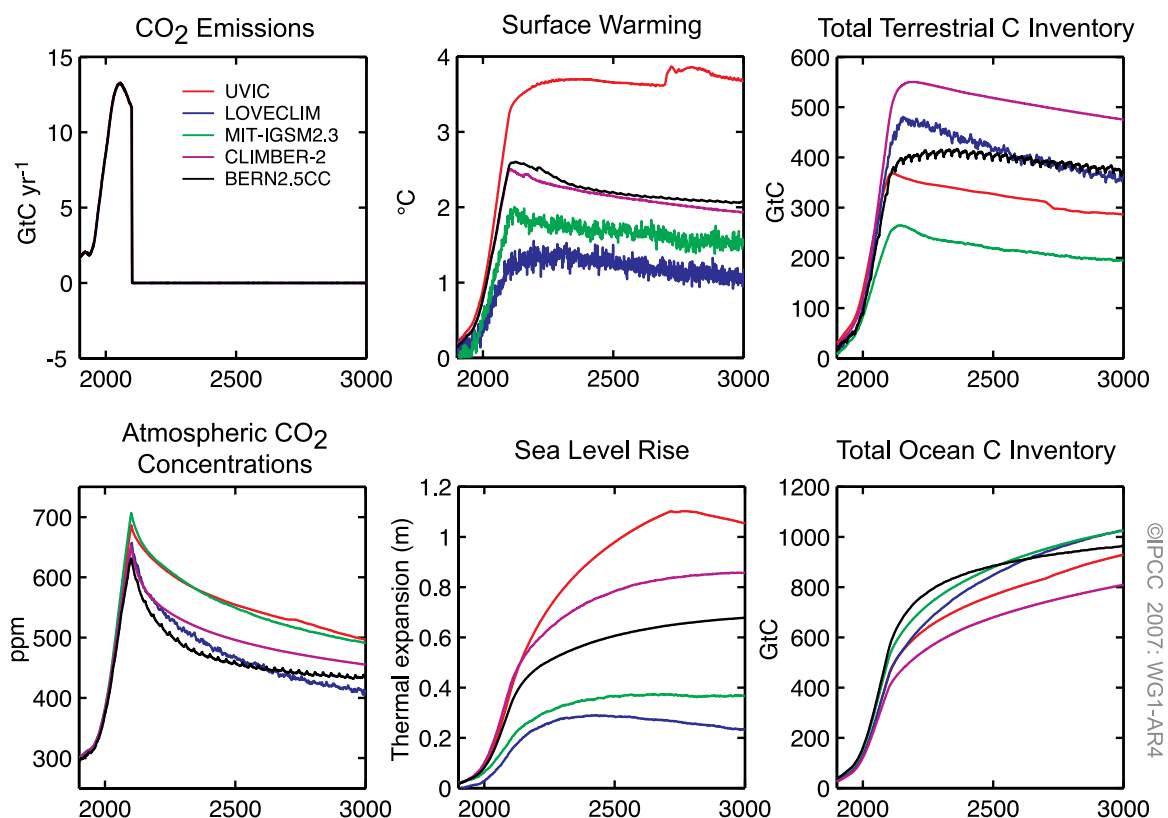 CO2 Emissions
Surface Warming
Total Terrestrial C Inventory
15
10
5
0
-5
GtC yr-1
UVIC
LOVECLIM
MIT-IGSM2.3
CLIMBER-2
BERN2.5CC
2000
2500
3000
4
3
2
1
0
°C
2000
2500
3000
600
500
400
300
200
100
0
GtC
2000
2500
3000
Atmospheric CO2
Concentrations
Sea Level Rise
Total Ocean C Inventory
700
600
500
400
300
ppm
2000
2500
3000
1.2
1
0.8
0.6
0.4
0.2
0
Thermal expansion (m)
2000
2500
3000
1200
1000
800
600
400
200
0
GtC
2000
2500
3000
©IPCC 2007: WG1-AR4